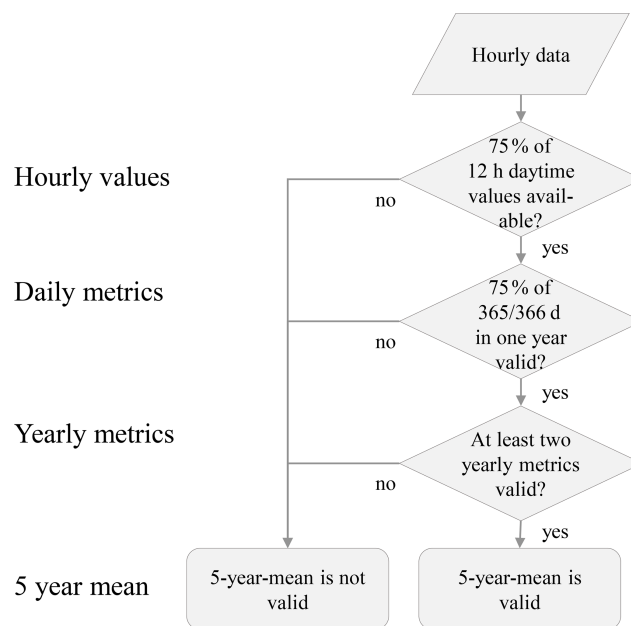 Hourly data
75% of
12 h daytime
values avail-
able?
Hourly values
no
yes
75% of
365/366 d
in one year
valid?
Daily metrics
no
yes
At least two
yearly metrics
valid?
Yearly metrics
no
yes
5 year mean
5-year-mean is not
valid
5-year-mean is
valid